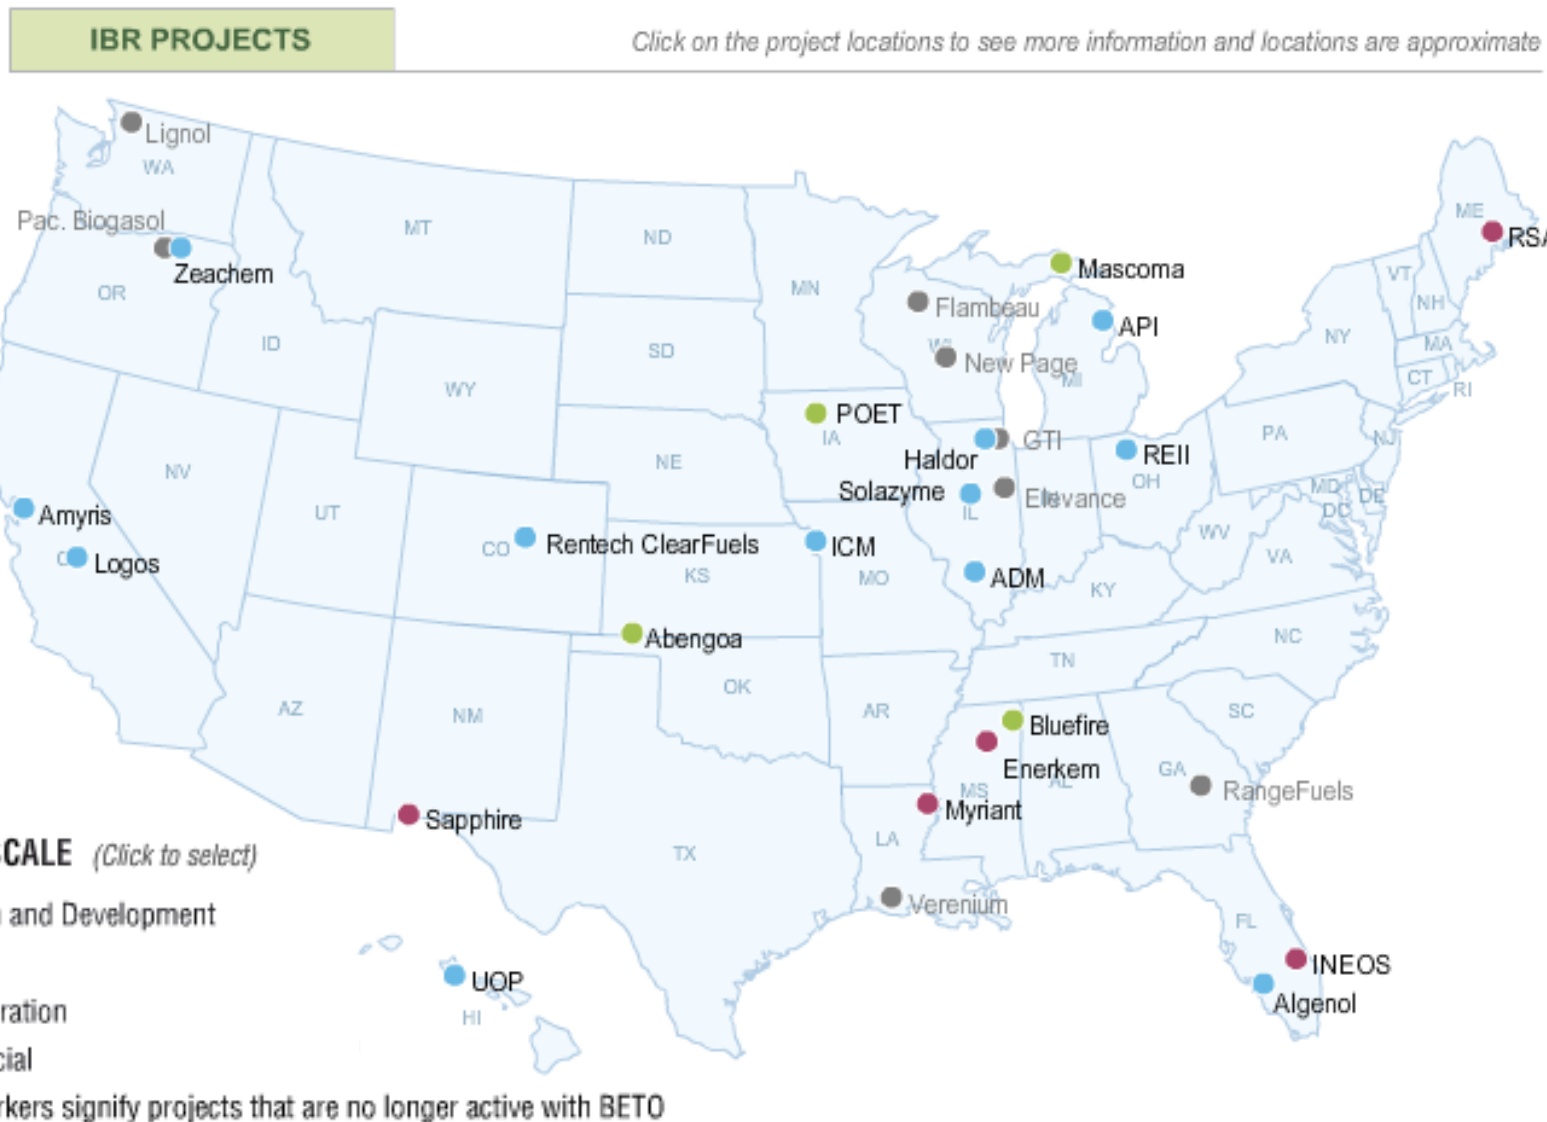 IBR PROJECTS
Click on the project locations to see more information and locations are approximate
Lignol
WA
Pac. Biogasol
Zeachem
OR
MT
ND
MN
ID
WY
SD
Mascoma
Flambeau
API
New Page
MI
ME
RSA
VT
NH
NY
MA
CT
RI
POET
IA
NE
NV
UT
Haldor
GTI
REII
OH
PA
NJ
Solazyme
Elevance
IL
MD
DE
DC
WV
VA
Amyris
Logos
CO
Rentech ClearFuels
KS
ICM
MO
ADM
KY
Abengoa
OK
TN
NC
AZ
NM
AR
SC
Bluefire
Enerkem
MS
AL
GA
RangeFuels
Myriant
Sapphire
TX
LA
Verenium
FL
INEOS
Algenol
UOP
HI
SCALE (Click to select)
and Development
ration
cial
rkers signify projects that are no longer active with BETO